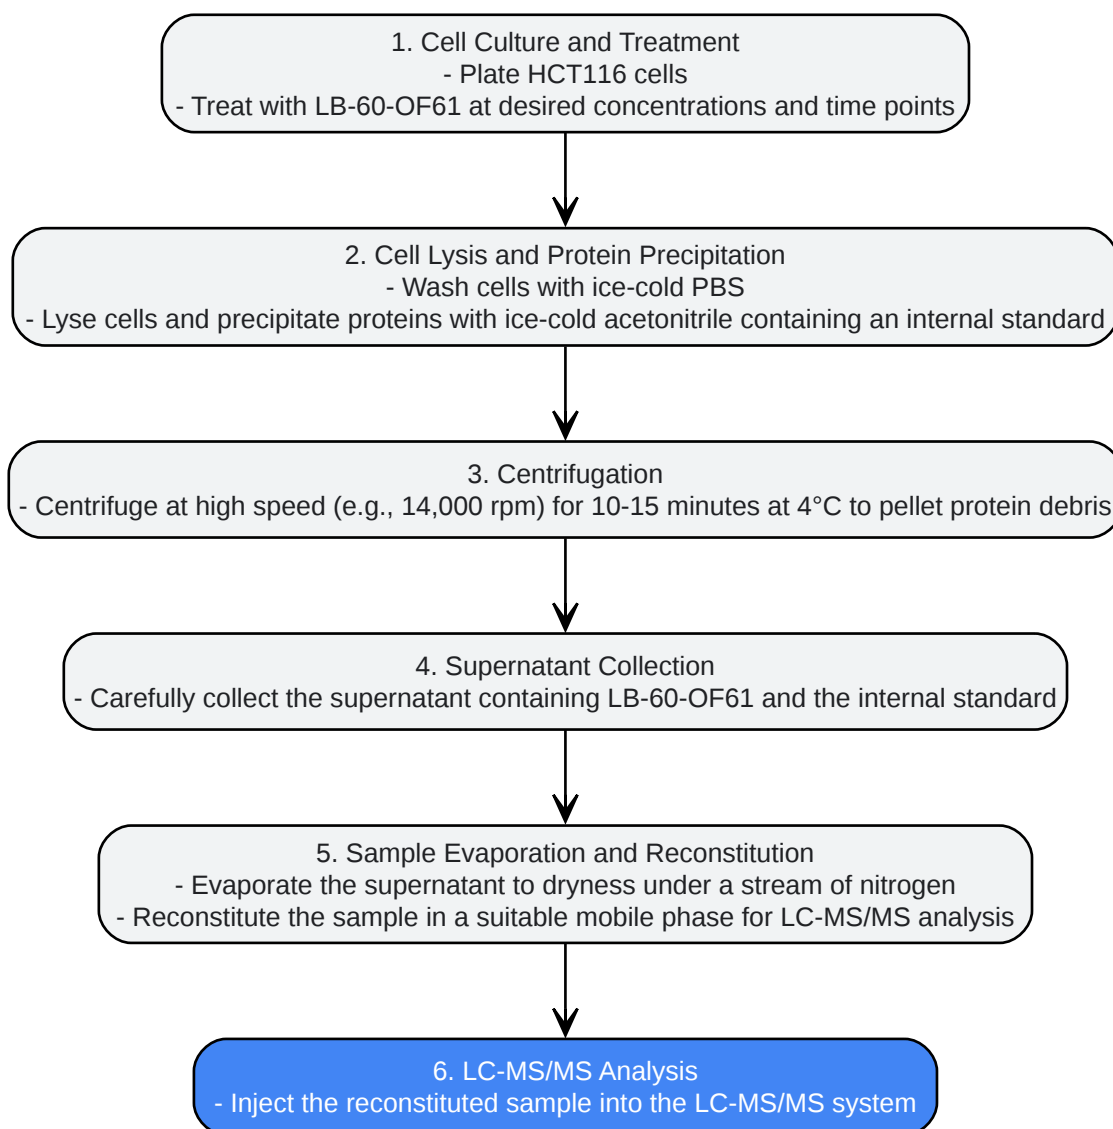 1. Cell Culture and Treatment
- Plate HCT116 cells
- Treat with LB-60-OF61 at desired concentrations and time points
2. Cell Lysis and Protein Precipitation
- Wash cells with ice-cold PBS
- Lyse cells and precipitate proteins with ice-cold acetonitrile containing an internal standard
3. Centrifugation
- Centrifuge at high speed (e.g., 14,000 rpm) for 10-15 minutes at 4°C to pellet protein debris
4. Supernatant Collection
- Carefully collect the supernatant containing LB-60-OF61 and the internal standard
5. Sample Evaporation and Reconstitution
- Evaporate the supernatant to dryness under a stream of nitrogen
- Reconstitute the sample in a suitable mobile phase for LC-MS/MS analysis
6. LC-MS/MS Analysis
- Inject the reconstituted sample into the LC-MS/MS system